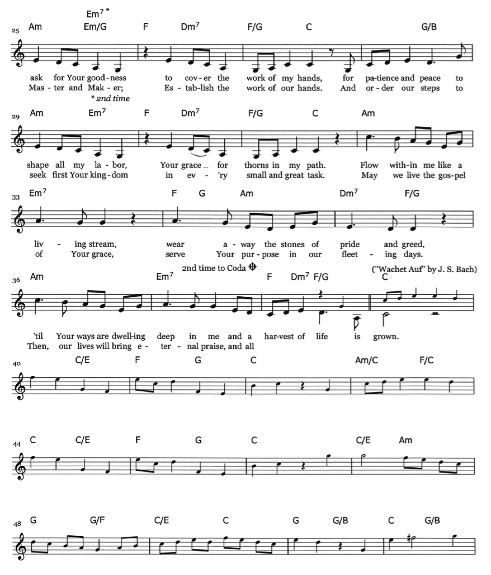 Em7 *
Am Em/G F Dm7 F/G C G/B
25
ask for Your good-ness to cov-er the work of my hands, for pa-tience and peace to
Mas-ter and Mak-er; Es-tab-lish the work of our hands. And or-der our steps to
* 2nd time
Am Em7 F Dm7 F/G C Am
29
shape all my la-bor, Your grace .. for thorns in my path. Flow with-in me like a
seek first Your king-dom in ev-'ry small and great task. May we live the gos-pel
Em7 F G Am Dm7 F/G
33
liv-ing stream, wear a-way the stones of pride and greed,
of Your grace, serve Your pur-pose in our fleet-ing days.
2nd time to Coda ("Wachet Auf" by J. S. Bach)
Am Em7 F Dm7 F/G C
36
'til Your ways are dwell-ing deep in me and a har-vest of life is grown.
Then, our lives will bring e-ter-nal praise, and all
C/E F G C Am/C F/C
40
C C/E F G C C/E Am
44
G G/F C/E C G G/B C G/B
48